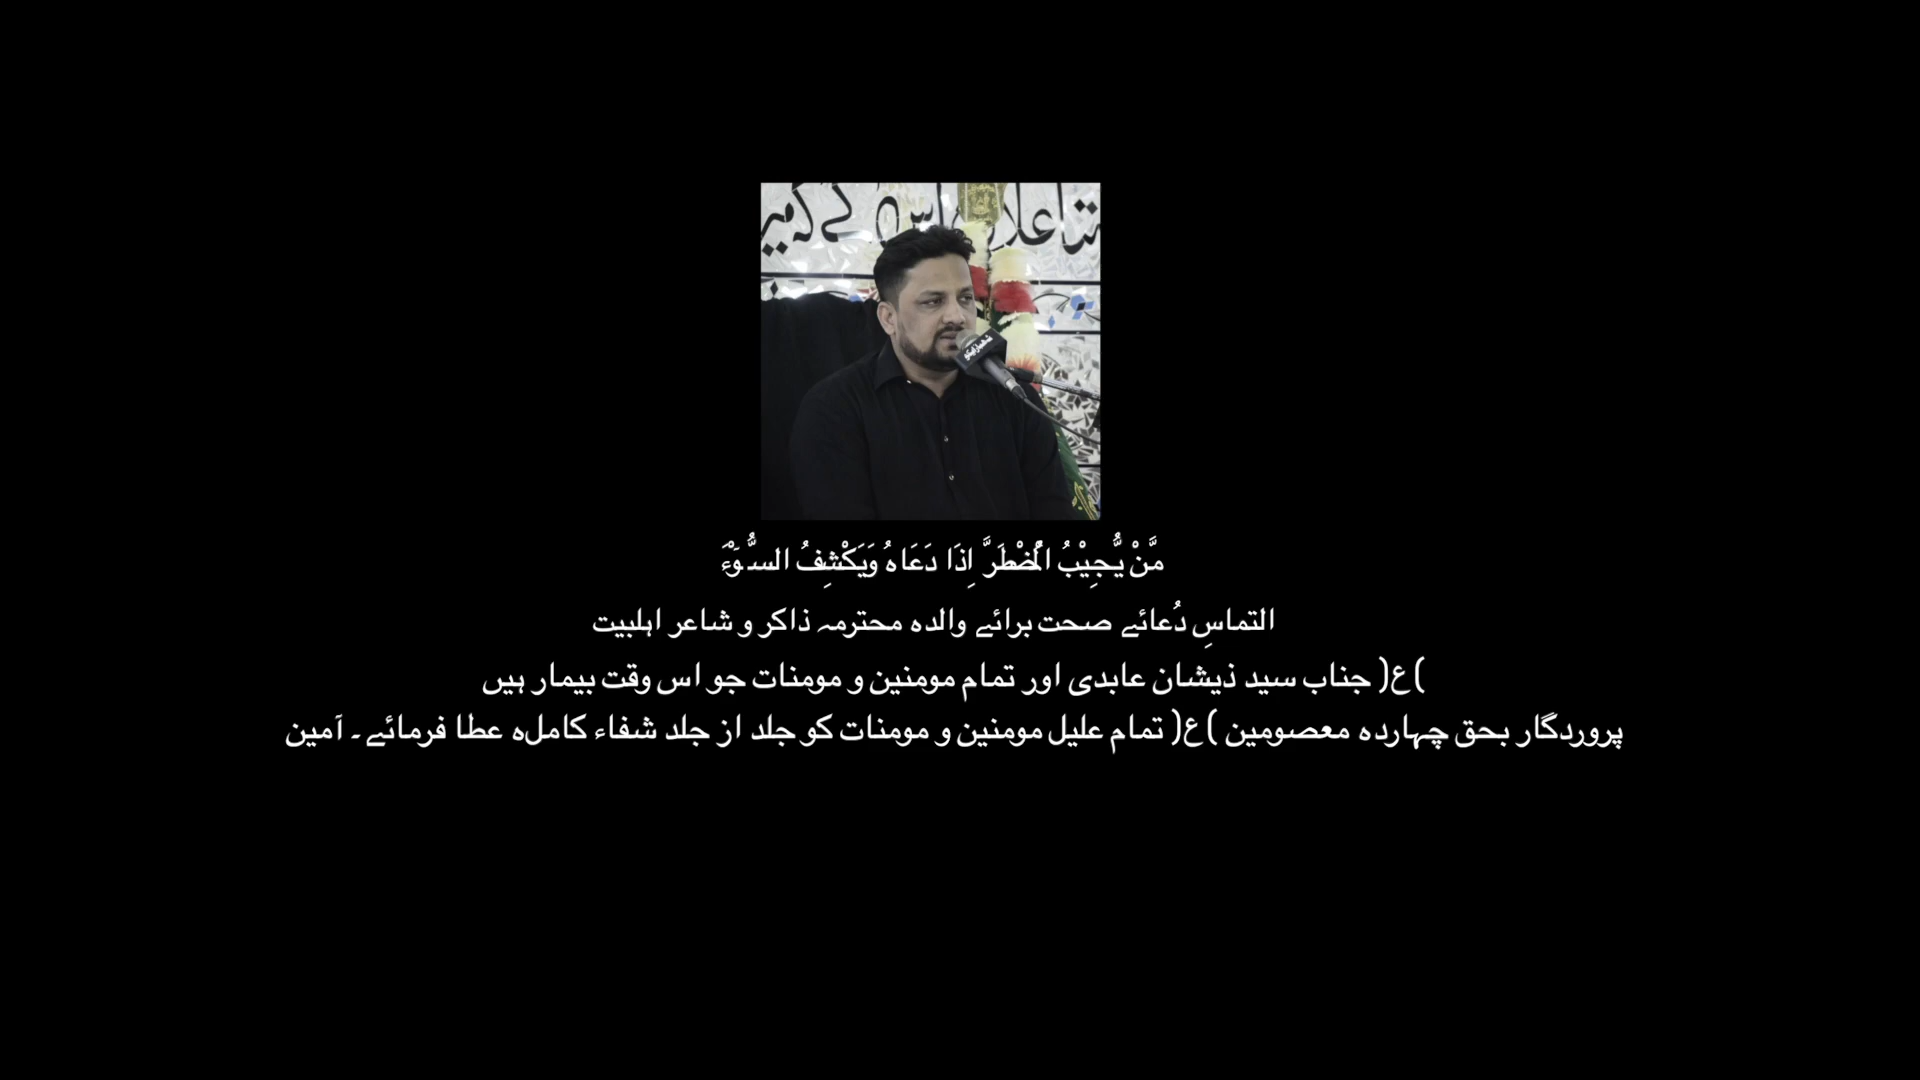 مَّنْ يُّجِيْبُ الْمُضْطَرَّ اِذَا دَعَاهُ وَيَكْشِفُ السُّوَْٓءَ
التماسِ دُعائے صحت برائے والدہ محترمہ ذاکر و شاعر اہلبیت
(ع) جناب سید ذیشان عابدی اور تمام مومنین و مومنات جو اس وقت بیمار ہیں
پروردگار بحق چہاردہ معصومین (ع) تمام علیل مومنین و مومنات کو جلد از جلد شفاء کاملہ عطا فرمائے۔ آمین